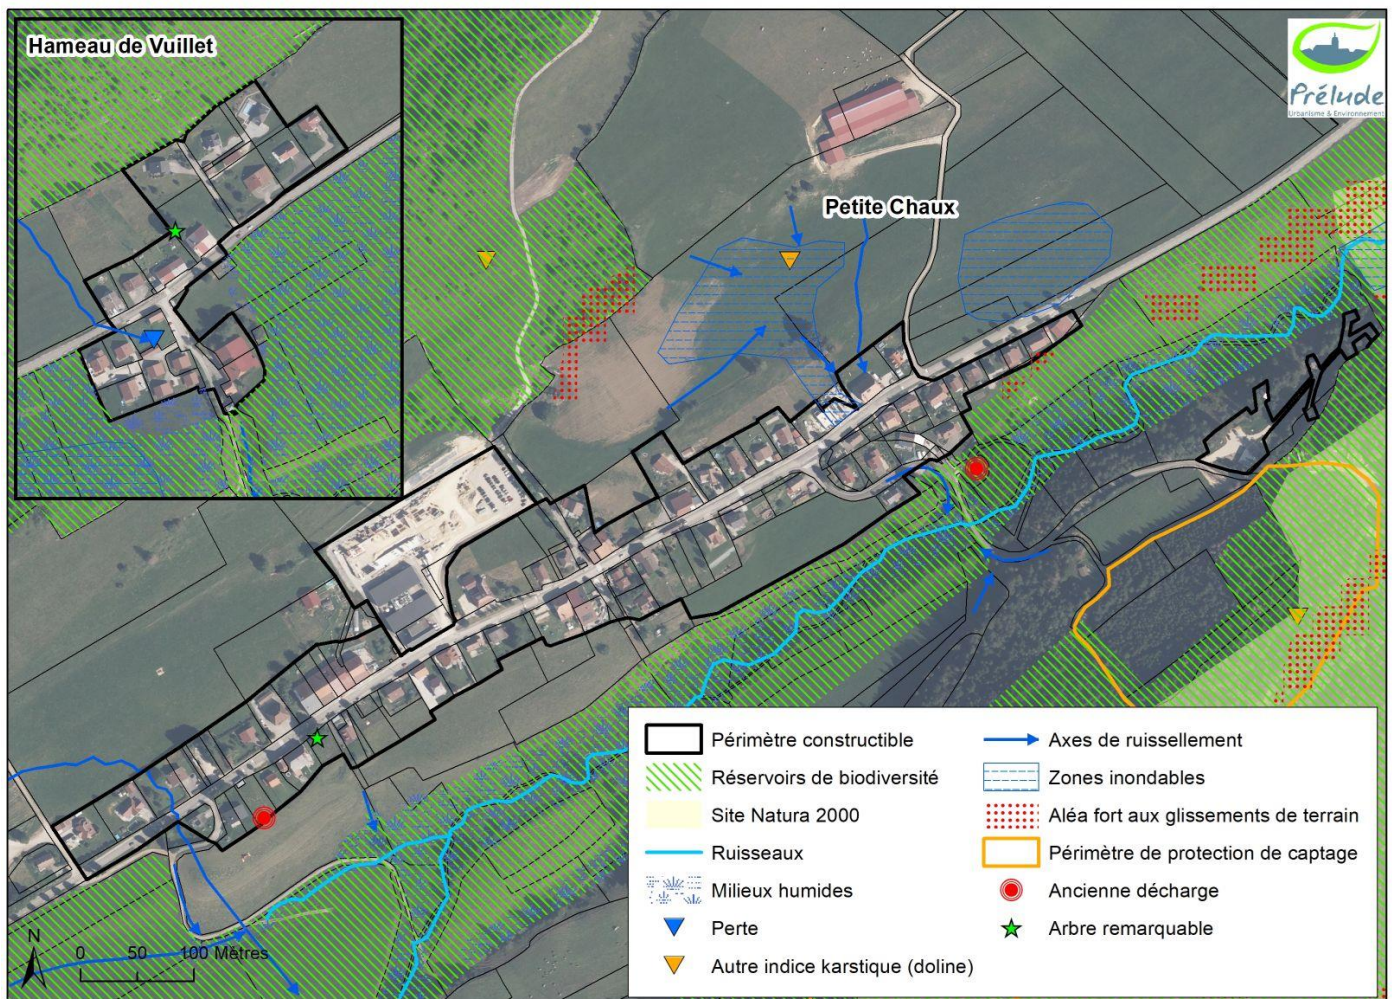 Hameau de Vuillet
Prélude
Urbanisme & Environnement
Petite Chaux
Périmètre constructible
Réservoirs de biodiversité
Site Natura 2000
Ruisseaux
Milieux humides
Perte
Autre indice karstique (doline)
Axes de ruissellement
Zones inondables
Aléa fort aux glissements de terrain
Périmètre de protection de captage
Ancienne décharge
Arbre remarquable
N
0 50 100 Mètres